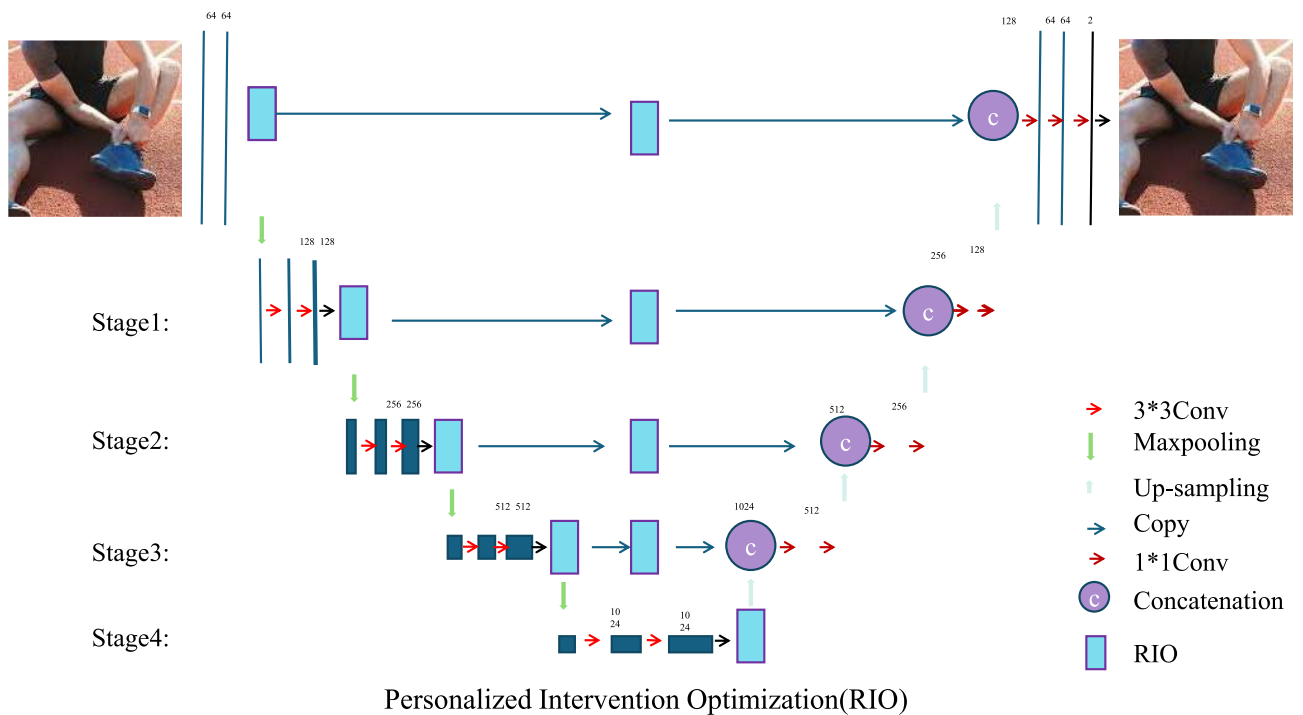 64 64
128 64 64 2
C
128 128
256 128
Stage1:
C
256 256
512 256
Stage2:
C
512 512
1024 512
Stage3:
C
10
24
10
24
Stage4:
3*3Conv
Maxpooling
Up-sampling
Copy
1*1Conv
C Concatenation
RIO
Personalized Intervention Optimization(RIO)